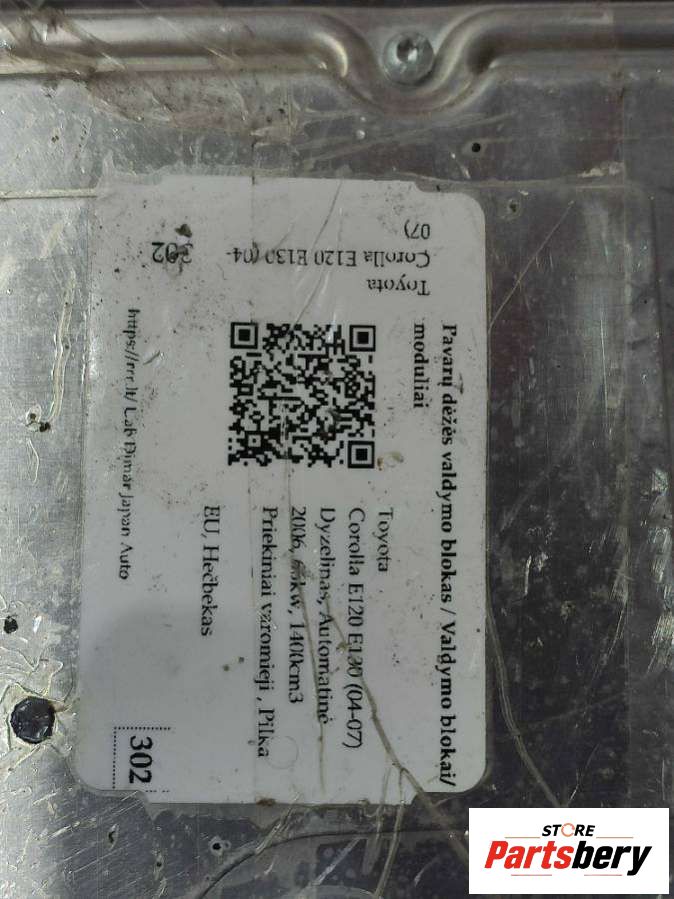 Pavarų dėžės valdymo blokas / Valdymo blokai/
moduliai
Toyota
Corolla E120 E130 (04-
07)
302
Toyota
Corolla E120 E130 (04-07)
Dyzelinas, Automatinė
2006, 66kw, 1400cm3
Priekiniai varomieji , Pilka
EU, Hečbekas
https://rrr.lt/ Uab Dimar Japan Auto
302
STORE
Partsbery